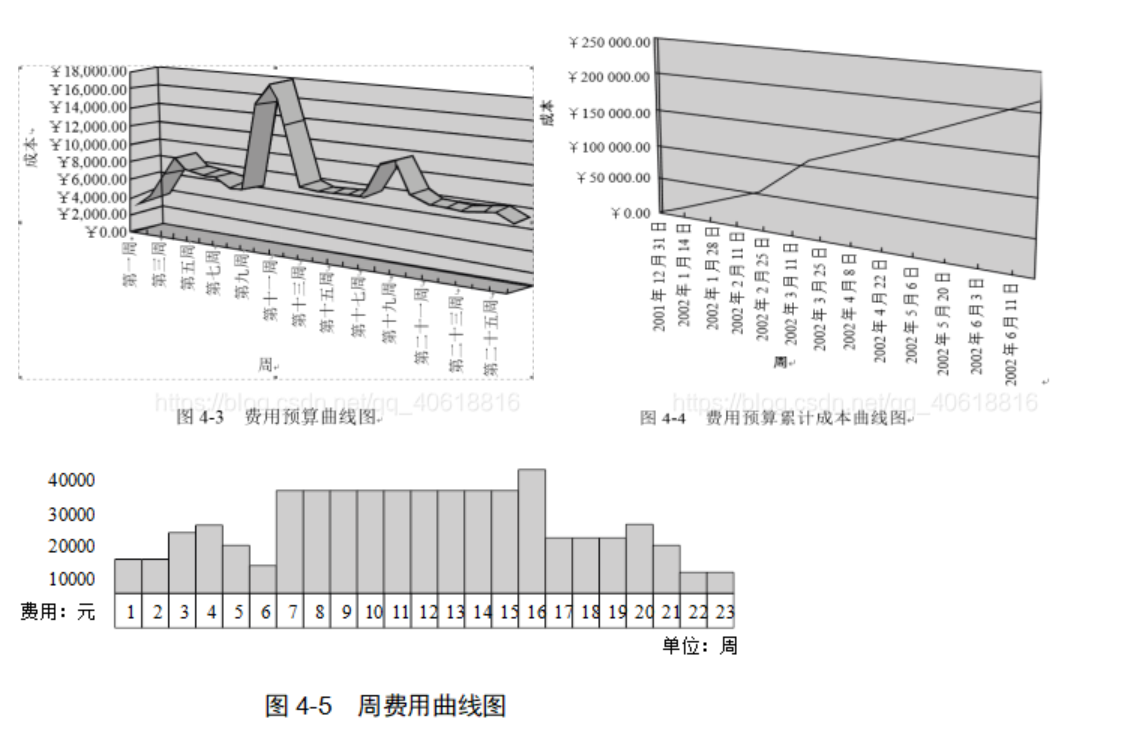 ￥18,000.00
￥16,000.00
￥14,000.00
￥12,000.00
￥10,000.00
￥8,000.00
￥6,000.00
￥4,000.00
￥2,000.00
￥0.00
成本
第一周
第三周
第五周
第七周
第九周
第十一周
第十三周
第十五周
第十七周
第十九周
第二十一周
第二十三周
第二十五周
周
https://blog.csdn.net/qq_40618816
图 4-3 费用预算曲线图
￥250 000.00
￥200 000.00
￥150 000.00
￥100 000.00
￥50 000.00
￥0.00
成本
2001年12月31日
2002年1月14日
2002年1月28日
2002年2月11日
2002年2月25日
2002年3月11日
2002年3月25日
2002年4月8日
2002年4月22日
2002年5月6日
2002年5月20日
2002年6月3日
2002年6月11日
周
https://blog.csdn.net/qq_40618816
图 4-4 费用预算累计成本曲线图
40000
30000
20000
10000
费用：元 1 2 3 4 5 6 7 8 9 10 11 12 13 14 15 16 17 18 19 20 21 22 23
单位：周
图 4-5 周费用曲线图